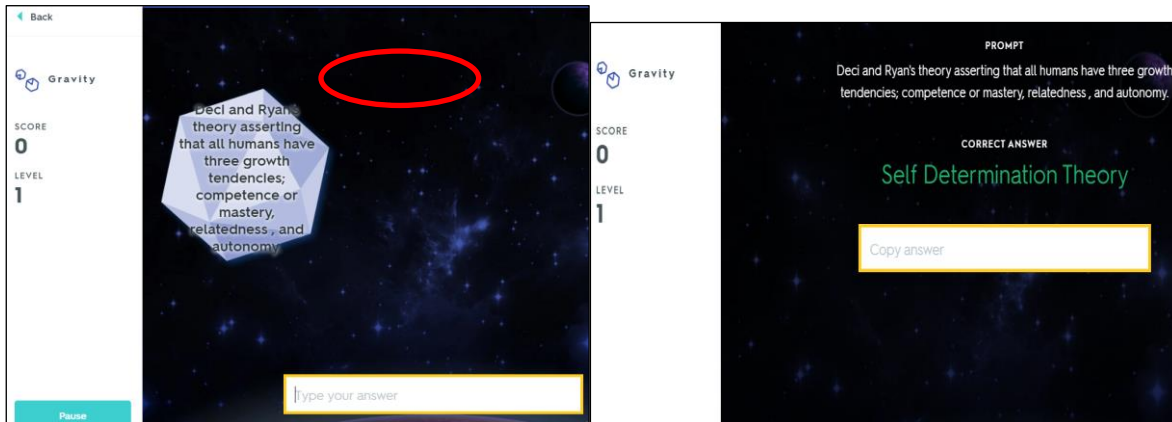 Back
Gravity
SCORE
0
LEVEL
1
Deci and Ryan's
theory asserting
that all humans have
three growth
tendencies;
competence or
mastery,
relatedness , and
autonomy.
Type your answer
Pause
Gravity
SCORE
0
LEVEL
1
PROMPT
Deci and Ryan's theory asserting that all humans have three growth
tendencies; competence or mastery, relatedness , and autonomy.
CORRECT ANSWER
Self Determination Theory
Copy answer